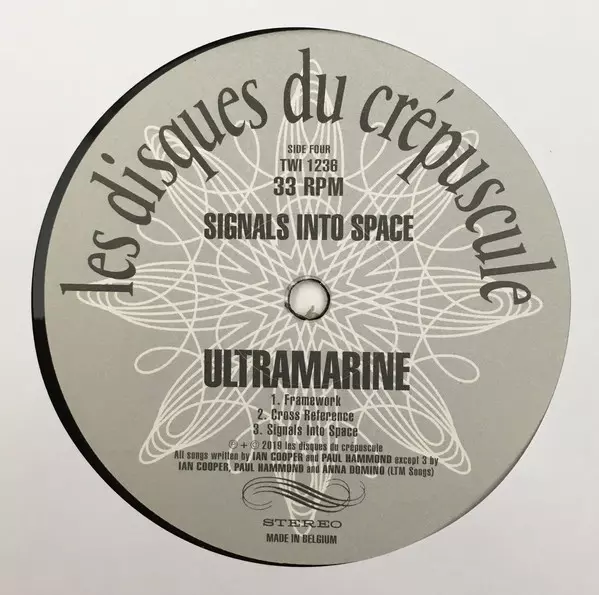 les disques du crépuscule
SIDE FOUR
TWI 1236
33 RPM
SIGNALS INTO SPACE
ULTRAMARINE
1. Framework
2. Cross Reference
3. Signals Into Space
℗ + © 2019 les disques du crépuscule
All songs written by IAN COOPER and PAUL HAMMOND except 3 by
IAN COOPER, PAUL HAMMOND and ANNA DOMINO (LTM Songs)
STEREO
MADE IN BELGIUM